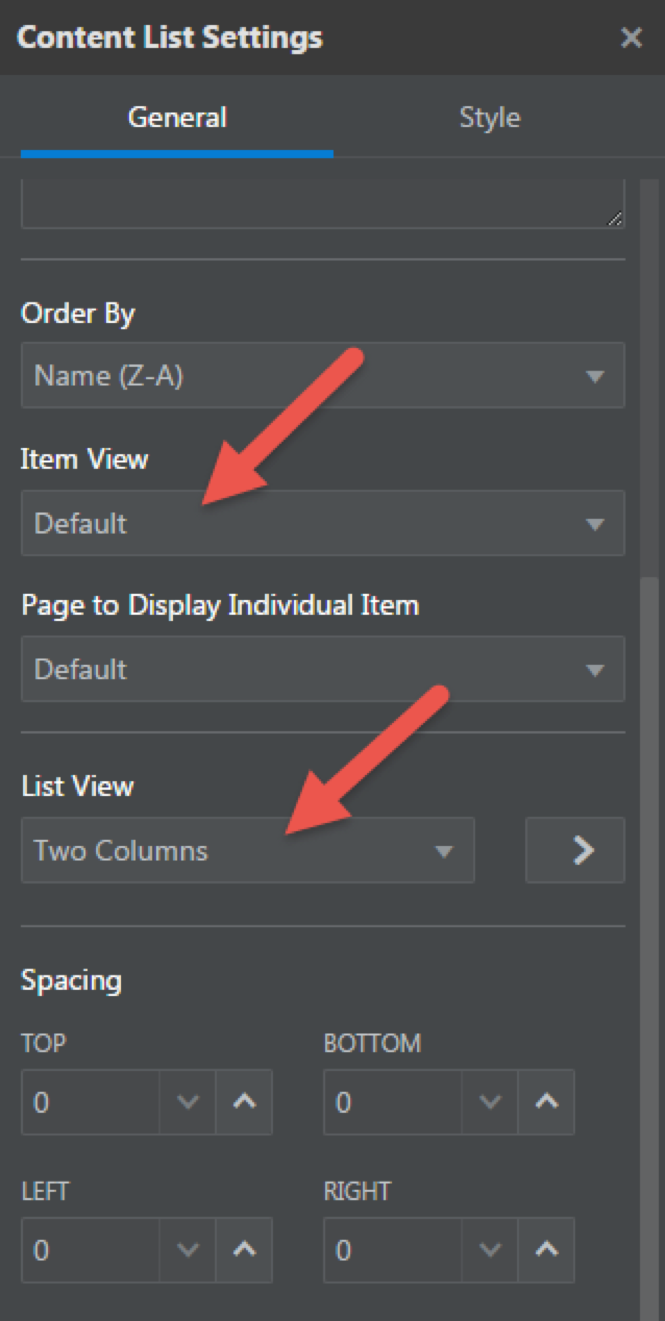 Content List Settings
General Style
Order By
Name (Z-A)
Item View
Default
Page to Display Individual Item
Default
List View
Two Columns
Spacing
TOP BOTTOM
0 0
LEFT RIGHT
0 0